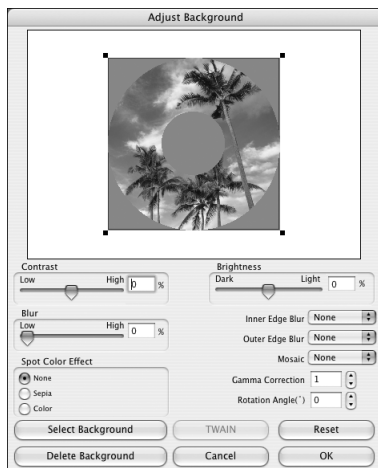 Adjust Background
Contrast
Low High 0 %
Brightness
Dark Light 0 %
Blur
Low High 0 %
Inner Edge Blur None
Outer Edge Blur None
Mosaic None
Spot Color Effect
None
Sepia
Color
Gamma Correction 1
Rotation Angle(°) 0
Select Background TWAIN Reset
Delete Background Cancel OK